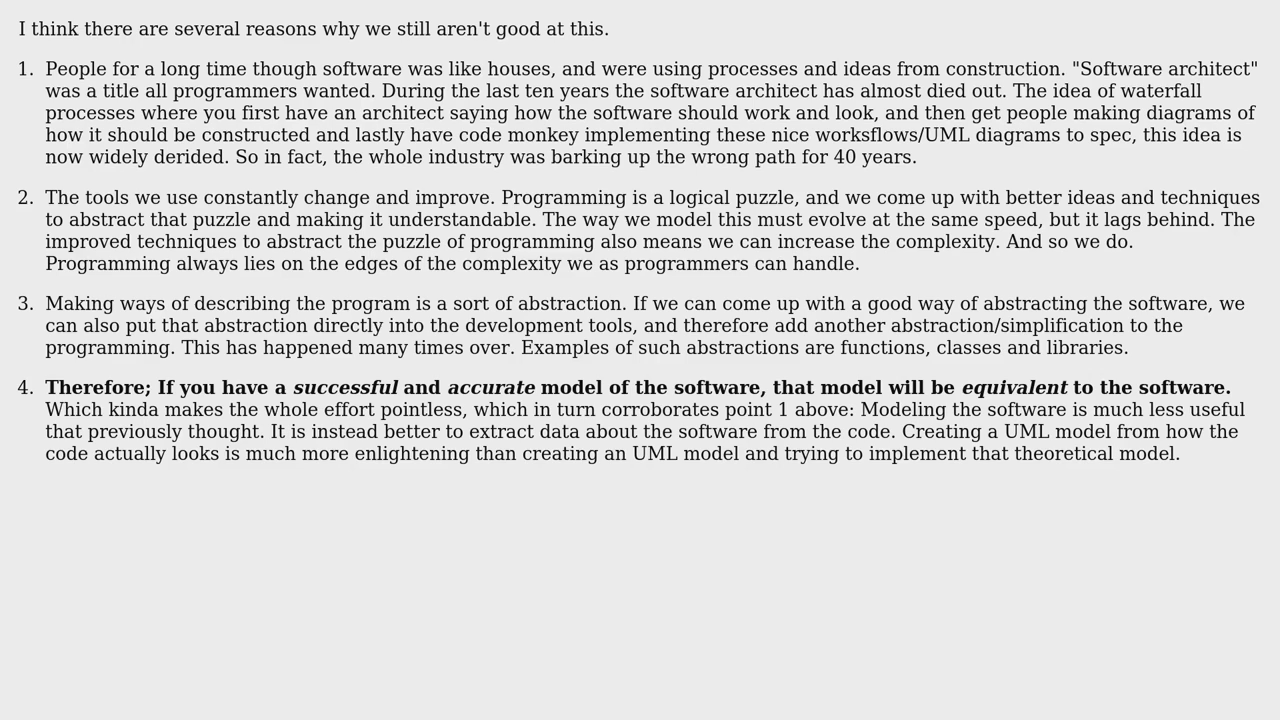 I think there are several reasons why we still aren't good at this.
1. People for a long time though software was like houses, and were using processes and ideas from construction. "Software architect"
was a title all programmers wanted. During the last ten years the software architect has almost died out. The idea of waterfall
processes where you first have an architect saying how the software should work and look, and then get people making diagrams of
how it should be constructed and lastly have code monkey implementing these nice worksflows/UML diagrams to spec, this idea is
now widely derided. So in fact, the whole industry was barking up the wrong path for 40 years.
2. The tools we use constantly change and improve. Programming is a logical puzzle, and we come up with better ideas and techniques
to abstract that puzzle and making it understandable. The way we model this must evolve at the same speed, but it lags behind. The
improved techniques to abstract the puzzle of programming also means we can increase the complexity. And so we do.
Programming always lies on the edges of the complexity we as programmers can handle.
3. Making ways of describing the program is a sort of abstraction. If we can come up with a good way of abstracting the software, we
can also put that abstraction directly into the development tools, and therefore add another abstraction/simplification to the
programming. This has happened many times over. Examples of such abstractions are functions, classes and libraries.
4. Therefore; If you have a successful and accurate model of the software, that model will be equivalent to the software.
Which kinda makes the whole effort pointless, which in turn corroborates point 1 above: Modeling the software is much less useful
that previously thought. It is instead better to extract data about the software from the code. Creating a UML model from how the
code actually looks is much more enlightening than creating an UML model and trying to implement that theoretical model.